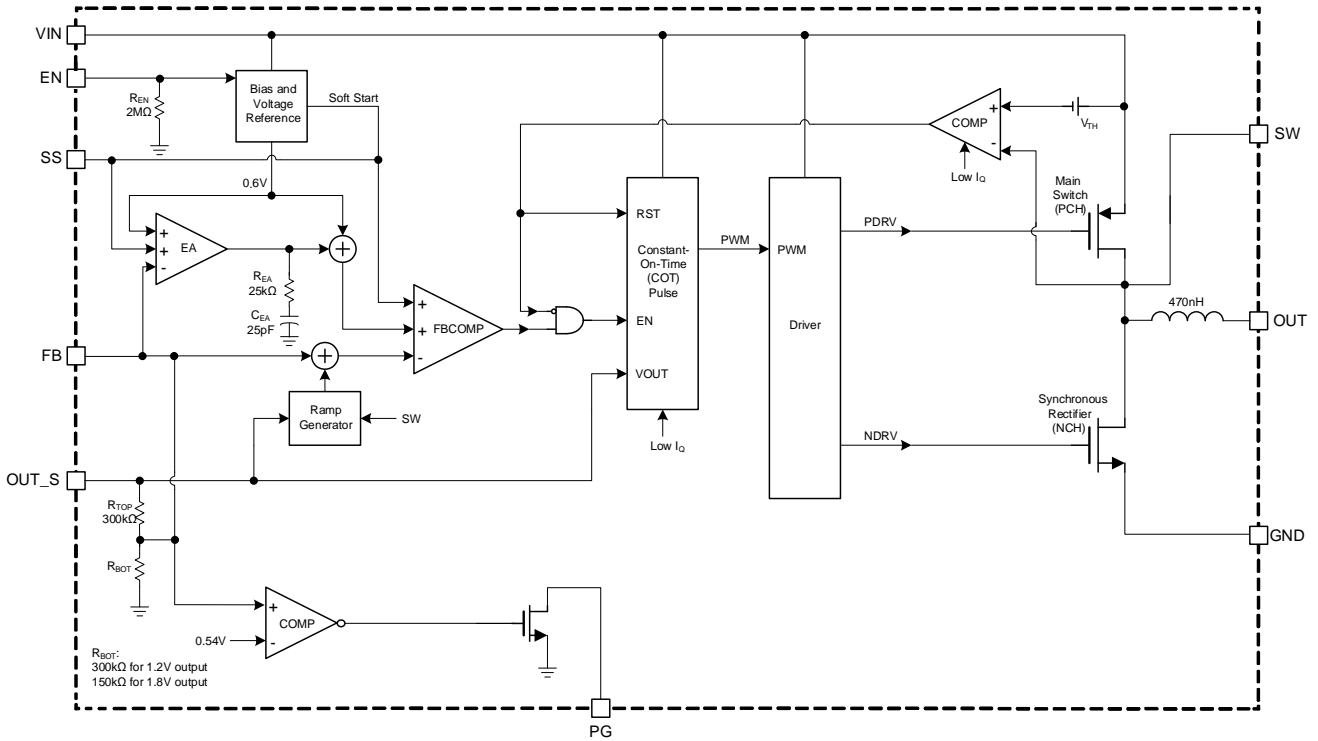 VIN
EN
R_EN
2MΩ
Bias and
Voltage
Reference
Soft Start
SS
0.6V
+
+
-
EA
+
R_EA
25kΩ
C_EA
25pF
+
+
-
FBCOMP
FB
+
Ramp
Generator
SW
OUT_S
R_TOP
300kΩ
R_BOT
RST
Constant-
On-Time
(COT)
Pulse
EN
VOUT
Low I_Q
PWM
PWM
Driver
PDRV
NDRV
COMP
+
-
V_TH
Low I_Q
Main
Switch
(PCH)
SW
470nH
OUT
Synchronous
Rectifier
(NCH)
GND
+
-
COMP
0.54V
R_BOT:
300kΩ for 1.2V output
150kΩ for 1.8V output
PG